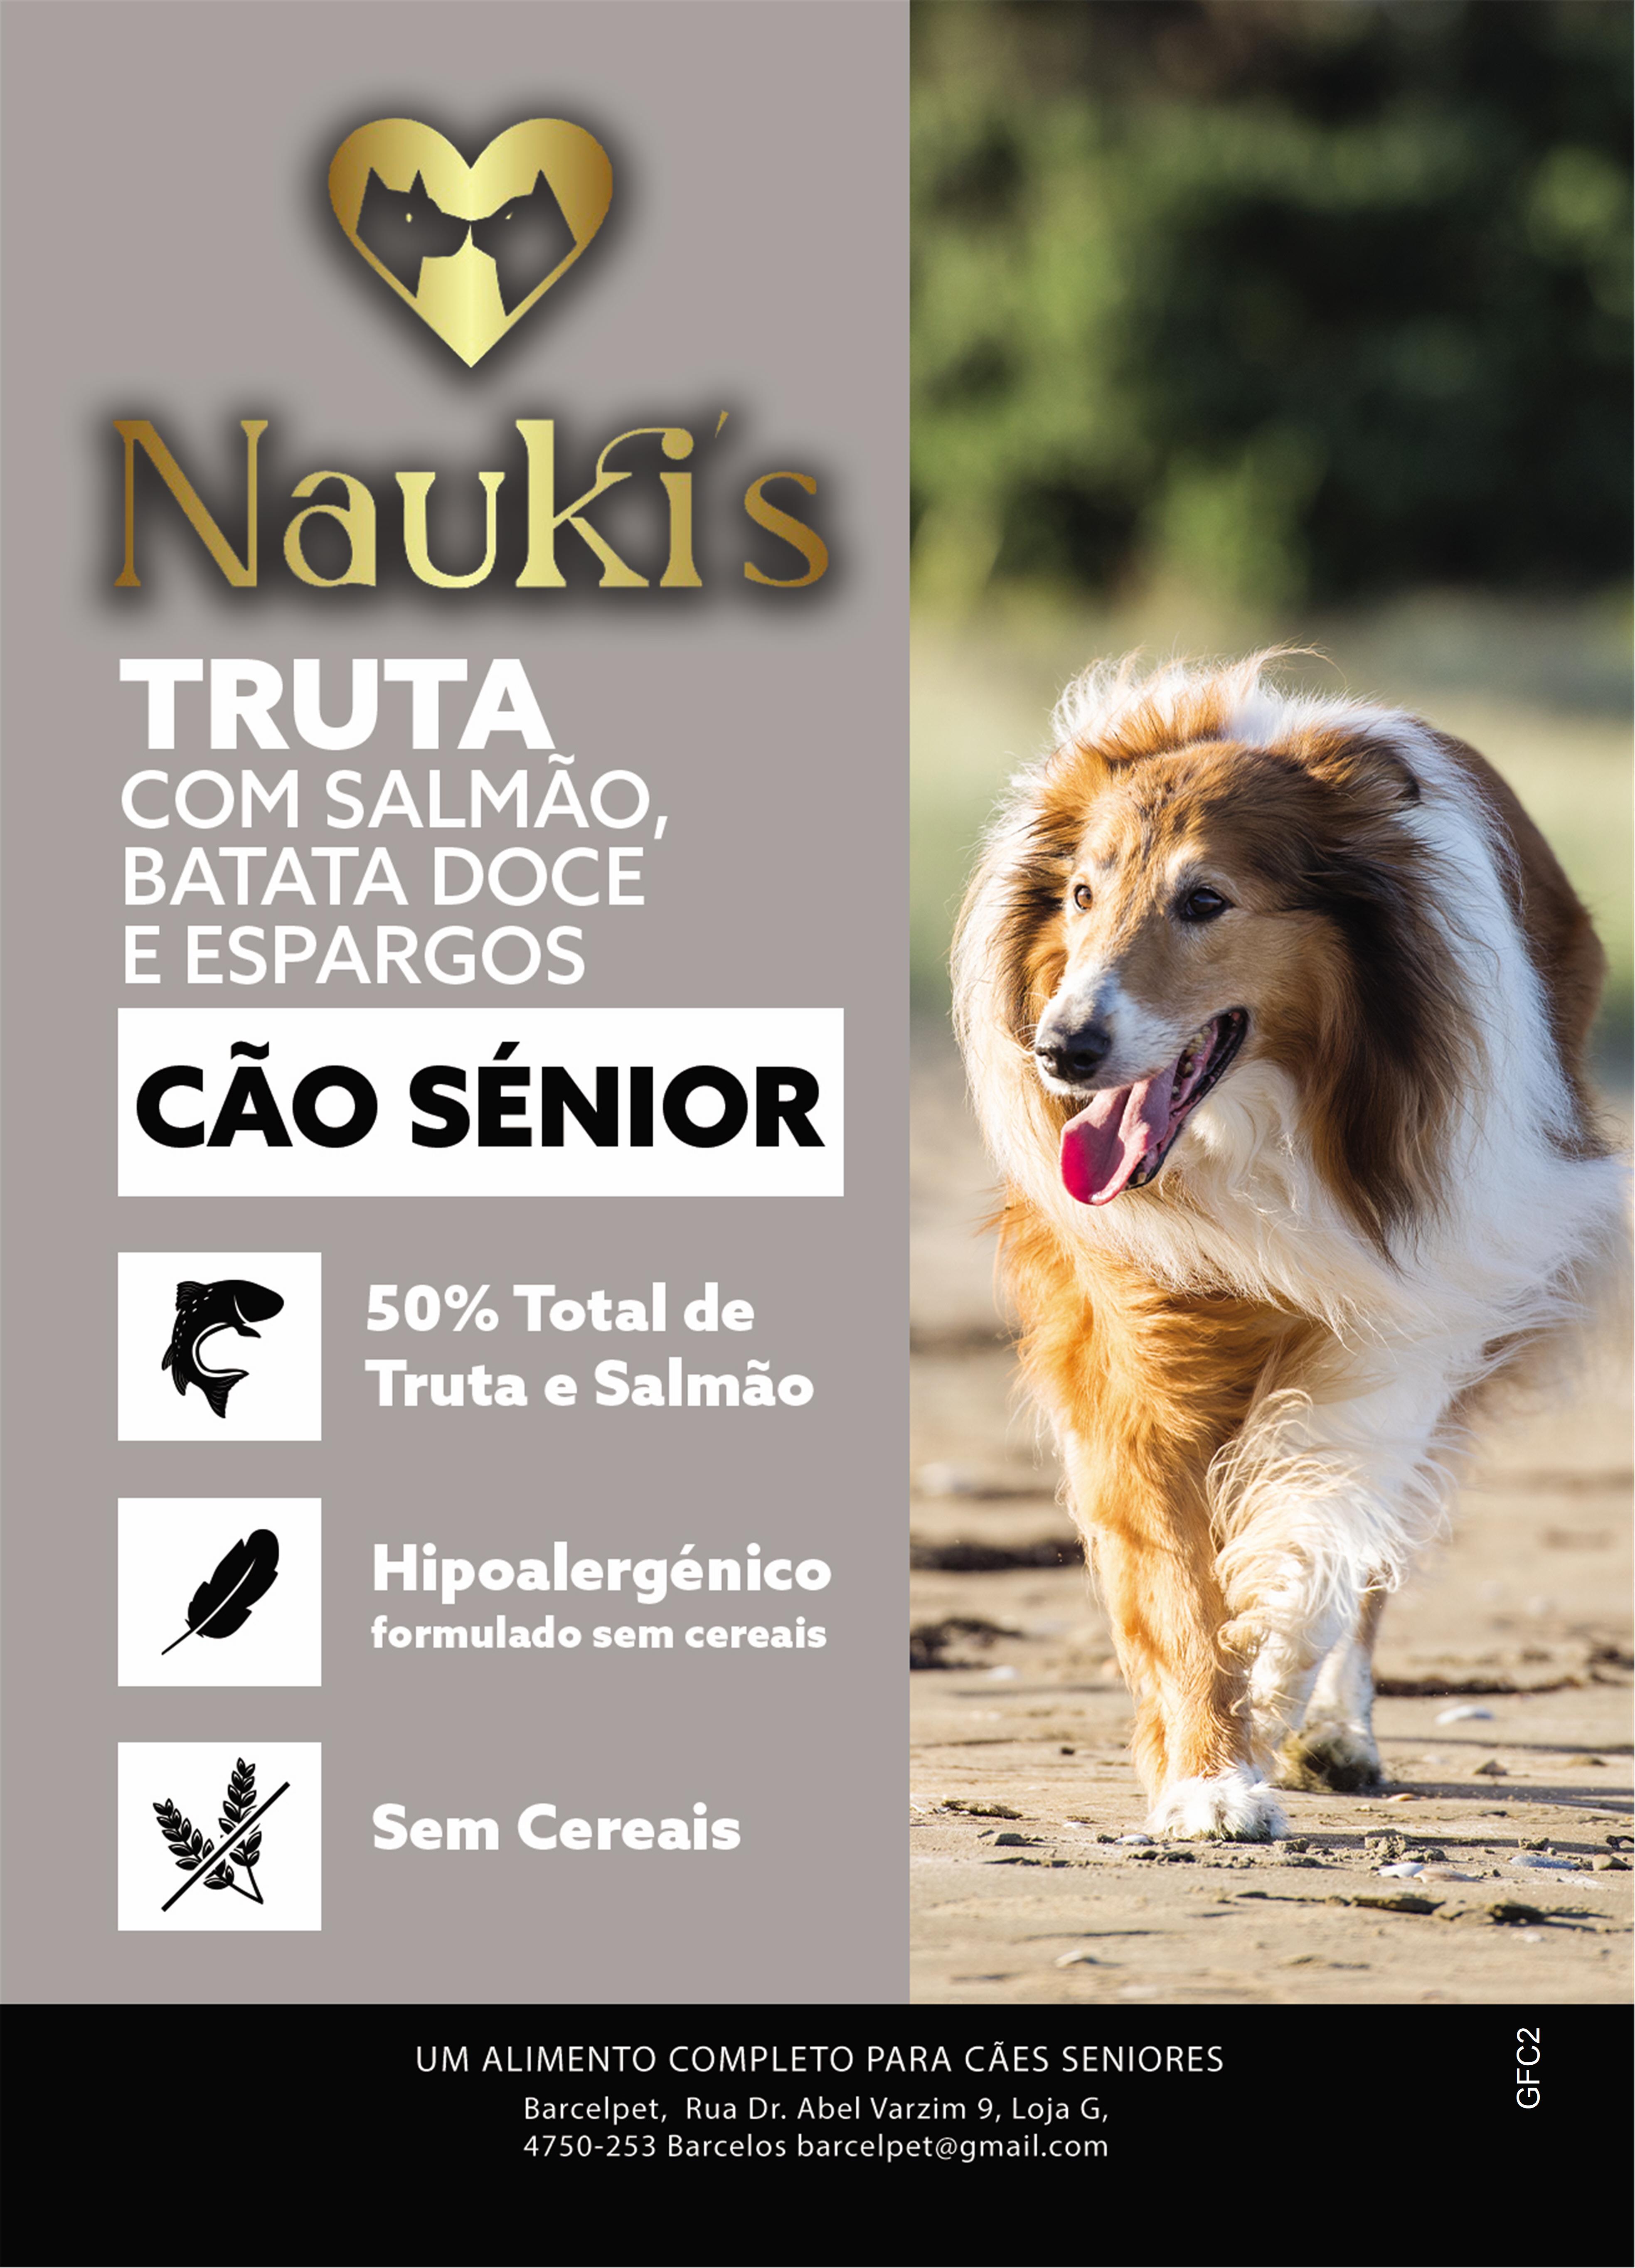 Nauki's
TRUTA
COM SALMÃO,
BATATA DOCE
E ESPARGOS
CÃO SÉNIOR
50% Total de
Truta e Salmão
Hipoalergénico
formulado sem cereais
Sem Cereais
UM ALIMENTO COMPLETO PARA CÃES SENIORES
Barcelpet, Rua Dr. Abel Varzim 9, Loja G,
4750-253 Barcelos barcelpet@gmail.com
GFC2